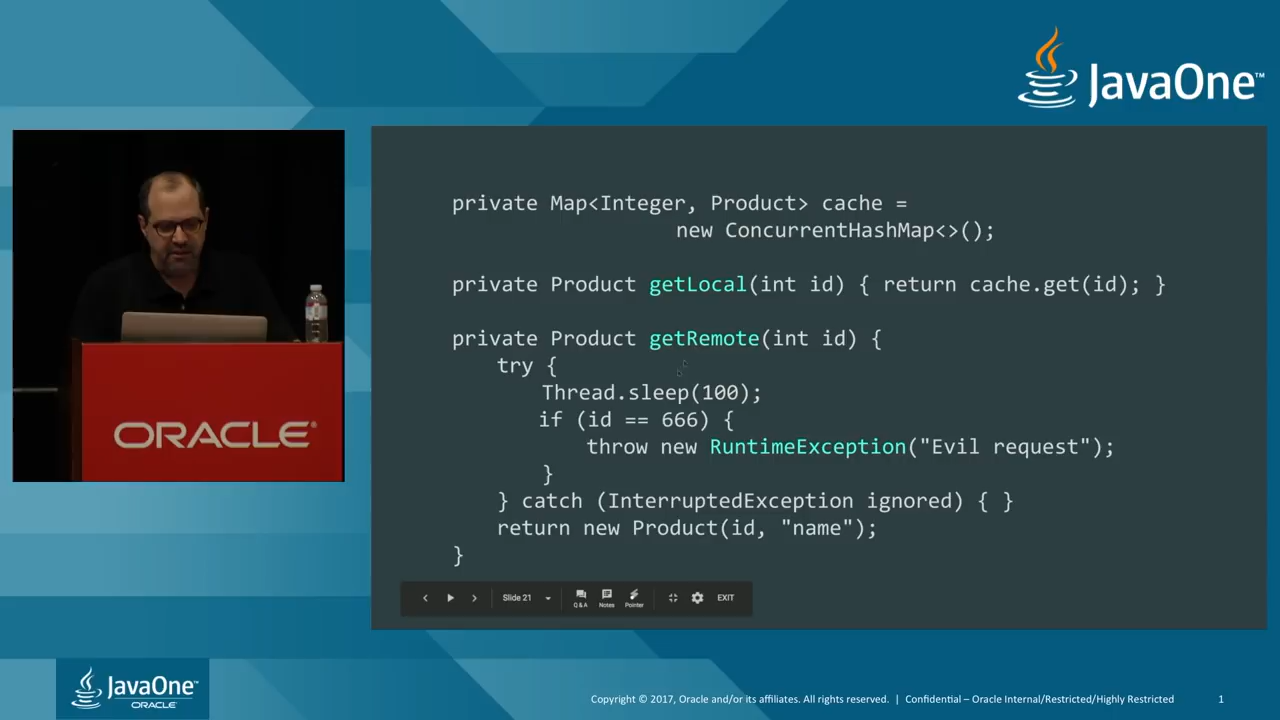 JavaOne™
private Map<Integer, Product> cache =
new ConcurrentHashMap<>();
private Product getLocal(int id) { return cache.get(id); }
private Product getRemote(int id) {
try {
Thread.sleep(100);
if (id == 666) {
throw new RuntimeException("Evil request");
}
} catch (InterruptedException ignored) { }
return new Product(id, "name");
}
Slide 21
Q & A
Notes
Pointer
EXIT
ORACLE®
JavaOne™
ORACLE®
Copyright © 2017, Oracle and/or its affiliates. All rights reserved. | Confidential – Oracle Internal/Restricted/Highly Restricted 1